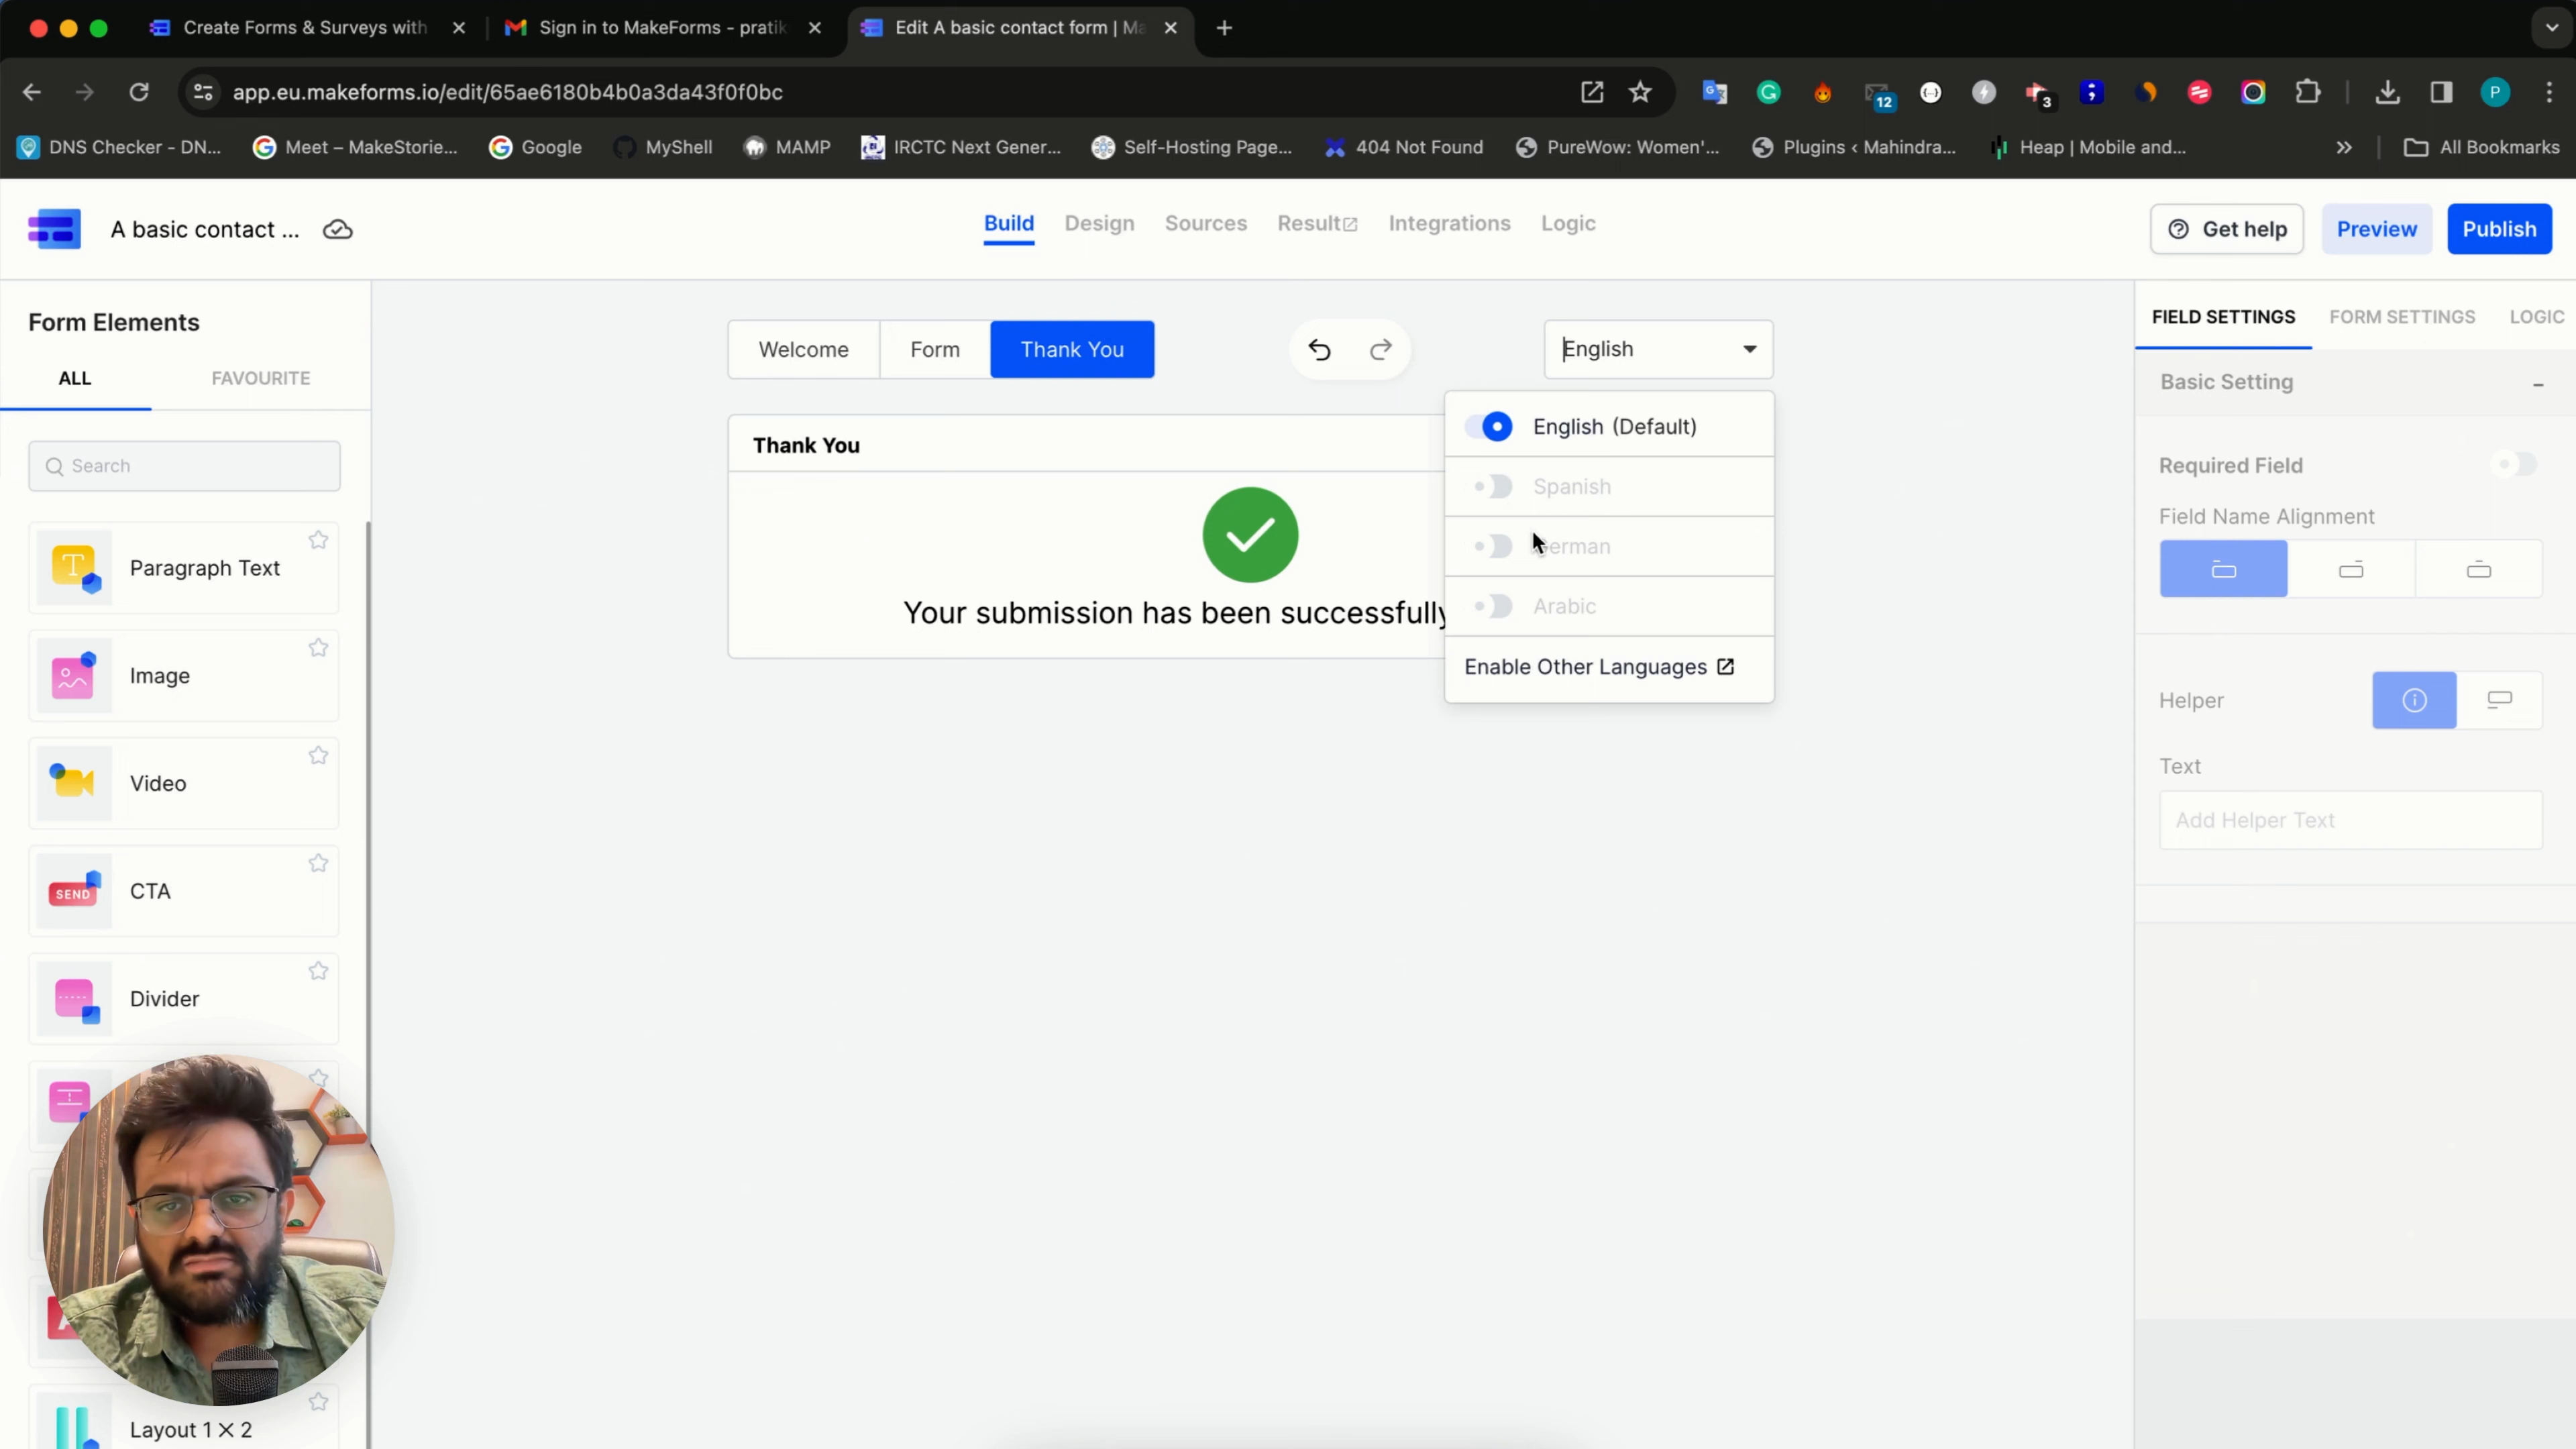 Create Forms & Surveys with
Sign in to MakeForms - pratik
Edit A basic contact form | Ma
app.eu.makeforms.io/edit/65ae6180b4b0a3da43f0f0bc
12
3
P
DNS Checker - DN...
Meet – MakeStorie...
Google
MyShell
MAMP
IRCTC Next Gener...
Self-Hosting Page...
404 Not Found
PureWow: Women'...
Plugins ‹ Mahindra...
Heap | Mobile and...
All Bookmarks
A basic contact ...
Build
Design
Sources
Result
Integrations
Logic
Get help
Preview
Publish
Form Elements
ALL
FAVOURITE
Search
Paragraph Text
Image
Video
SEND
CTA
Divider
Layout 1 × 2
Welcome
Form
Thank You
English
Thank You
Your submission has been successfully
English (Default)
Spanish
German
Arabic
Enable Other Languages
FIELD SETTINGS
FORM SETTINGS
LOGIC
Basic Setting
Required Field
Field Name Alignment
Helper
Text
Add Helper Text